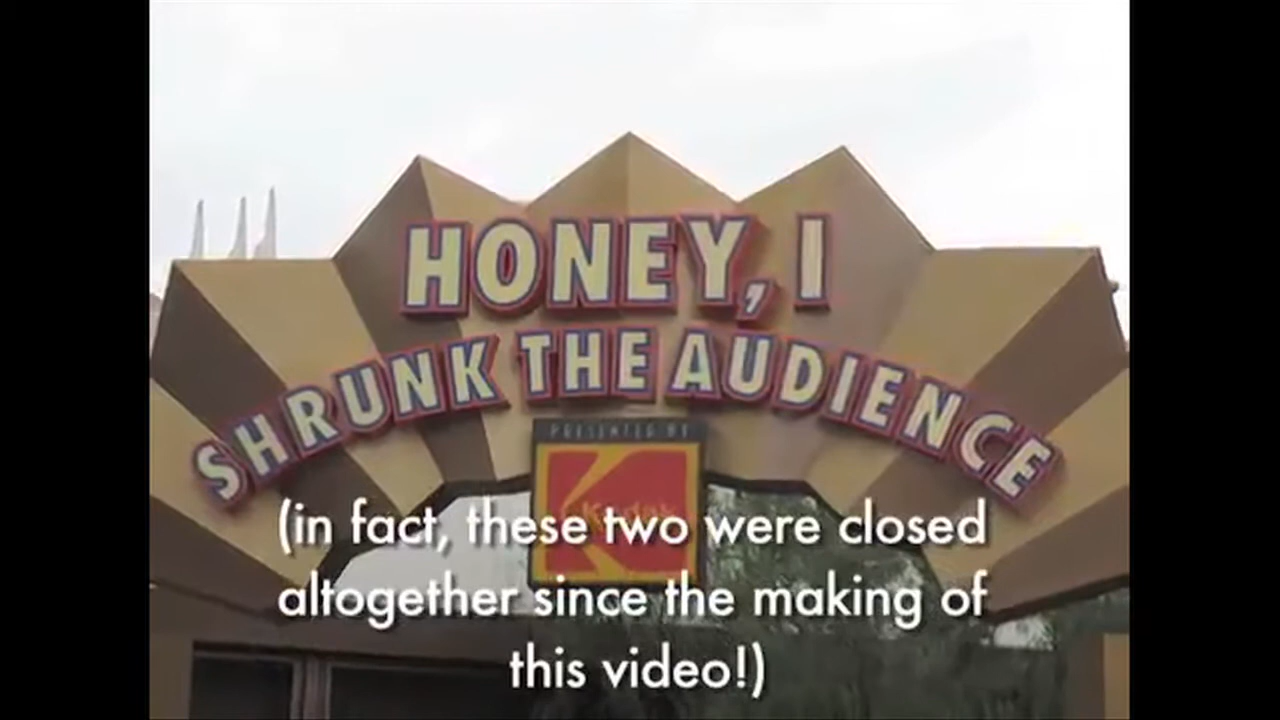 HONEY, I
SHRUNK THE AUDIENCE
PRESENTED BY
Kodak
(in fact, these two were closed
altogether since the making of
this video!)